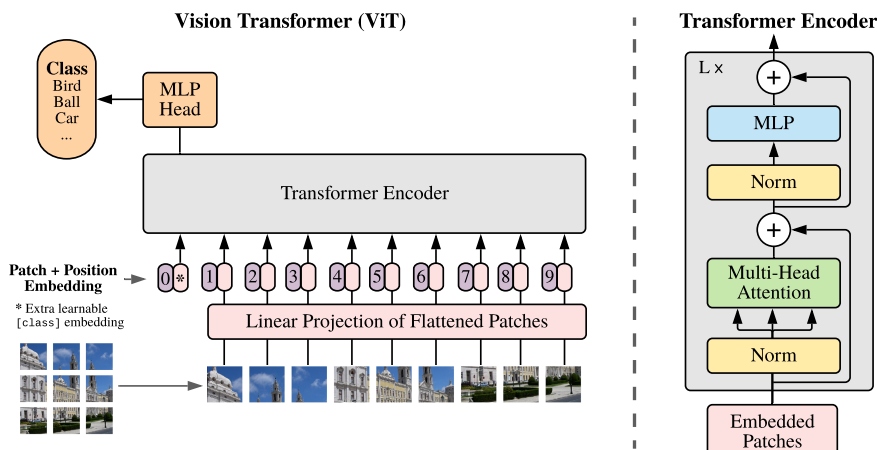 Vision Transformer (ViT)
Class
Bird
Ball
Car
...
MLP
Head
Transformer Encoder
Patch + Position
Embedding
0 * 1 2 3 4 5 6 7 8 9
* Extra learnable
[class] embedding
Linear Projection of Flattened Patches
Transformer Encoder
L x
+
MLP
Norm
+
Multi-Head
Attention
Norm
Embedded
Patches